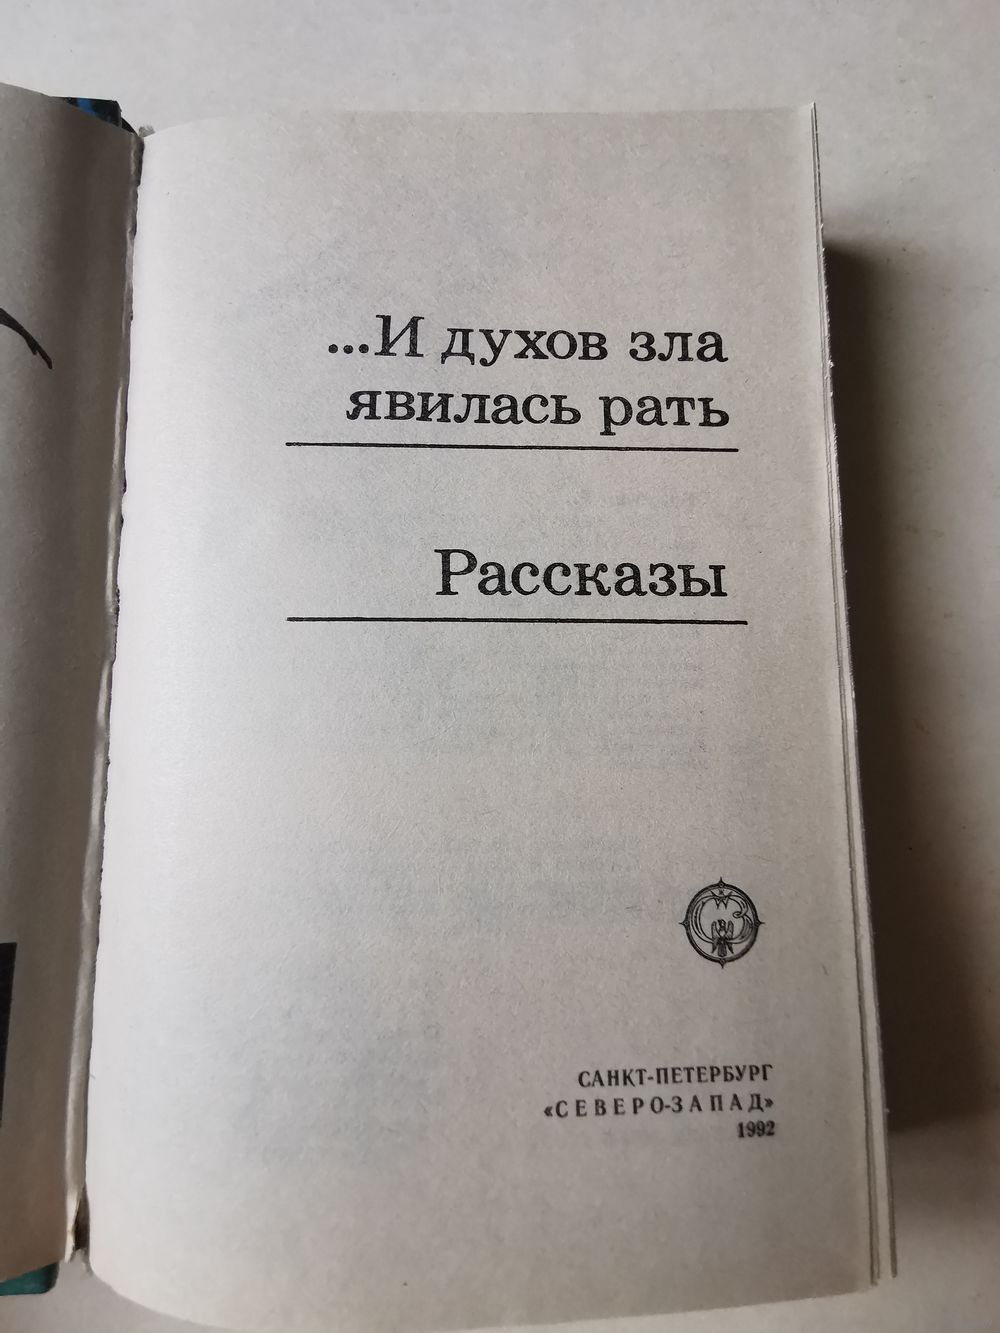 ...И духов зла
явилась рать
Рассказы
САНКТ-ПЕТЕРБУРГ
«СЕВЕРО-ЗАПАД»
1992